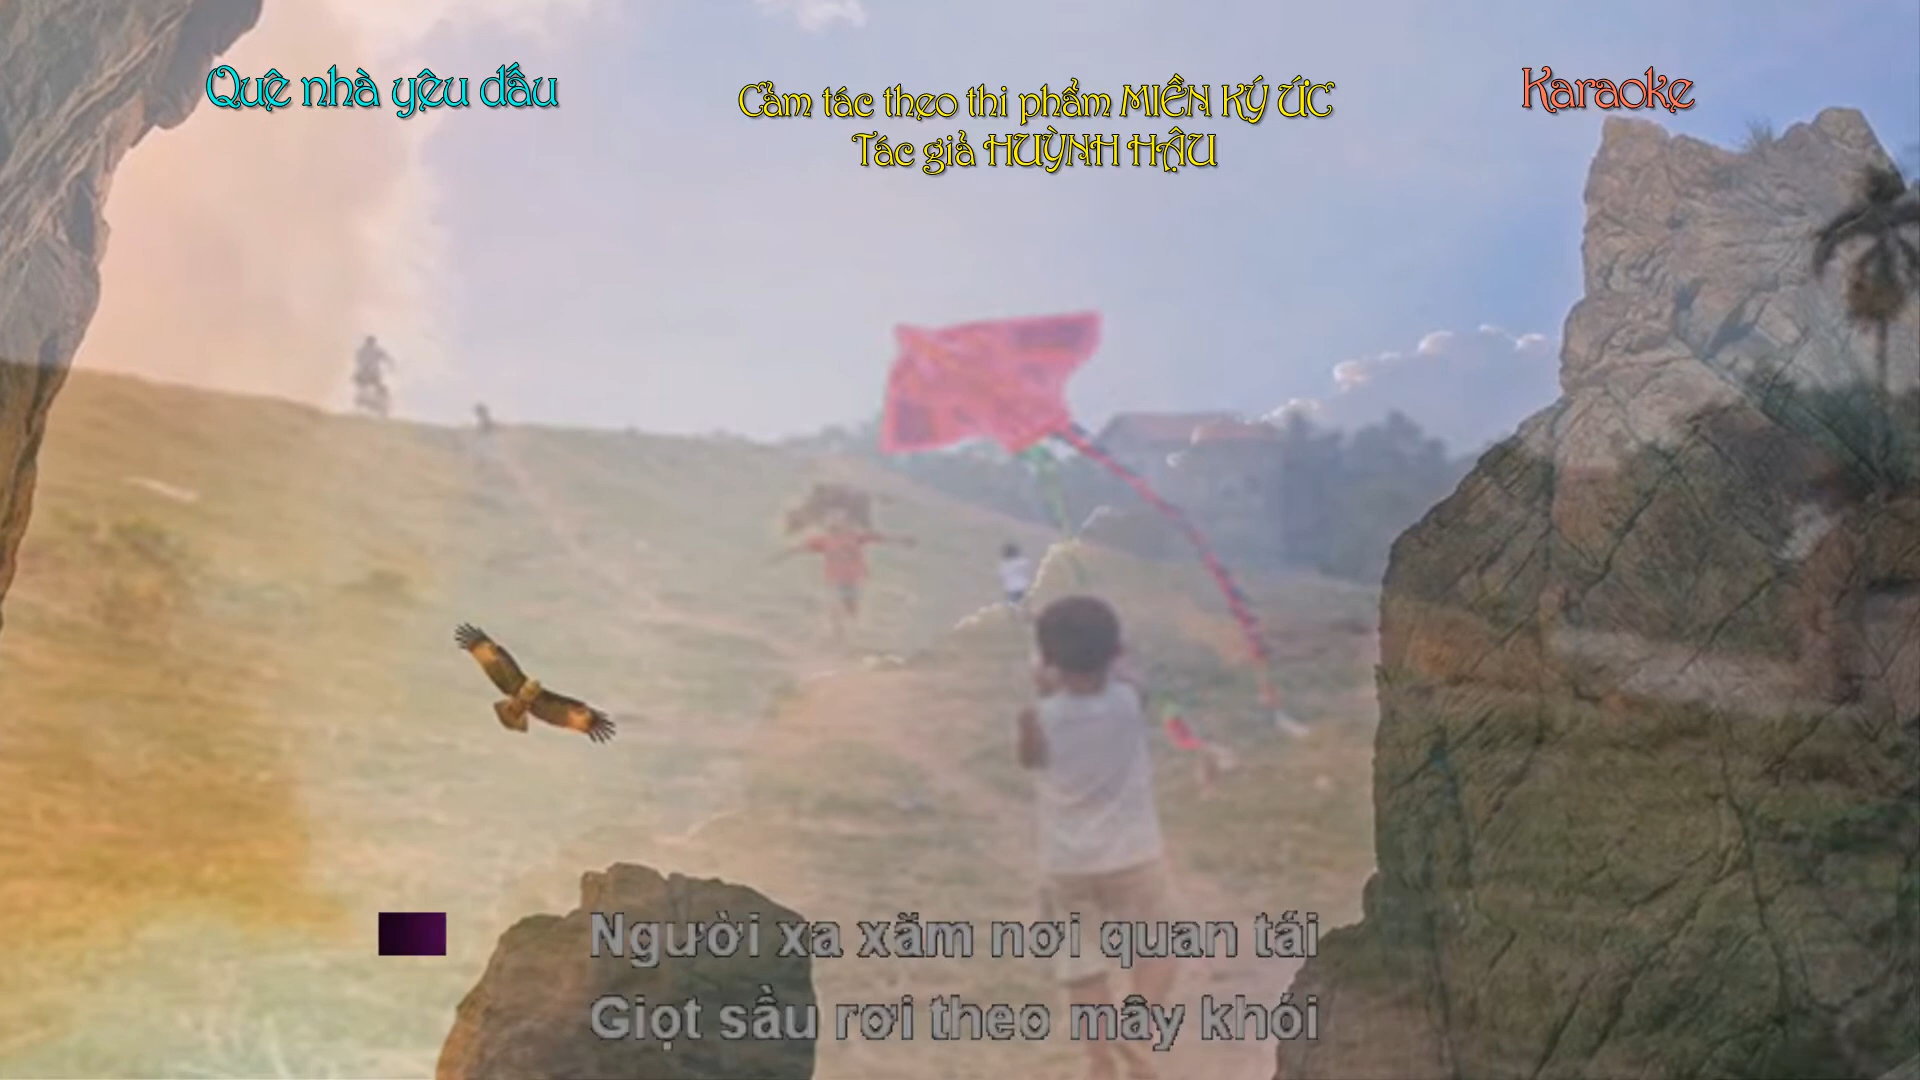 Quê nhà yêu dấu
Cảm tác theo thi phẩm MIỀN KÝ ỨC
Tác giả HUỲNH HẬU
Karaoke
Người xa xăm nơi quan tái
Giọt sầu rơi theo mây khói